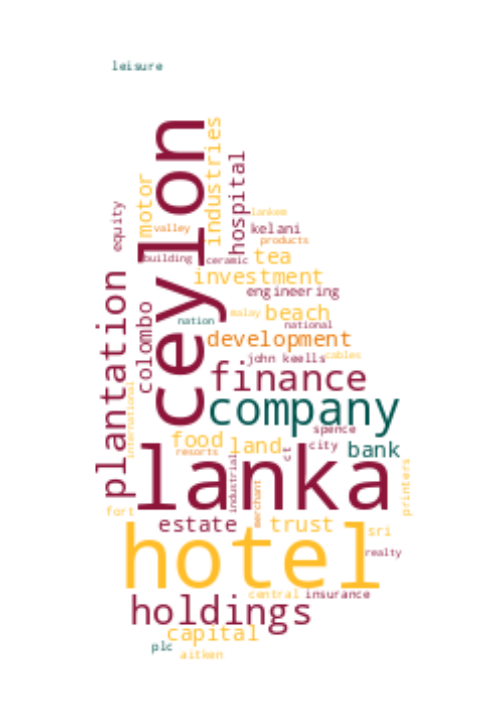 leisure
ceylon
industries
motor
hospital
equity
lankem
valley
kelani
products
building
ceramic
tea
investment
engineering
plantation
colombo
malay
beach
nation
national
development
john keells
cables
finance
international
company
spence
food
land
city
bank
resorts
ct
lanka
industrial
merchant
printers
fort
estate
trust
sri
hotel
realty
central
insurance
holdings
capital
plc
aitken